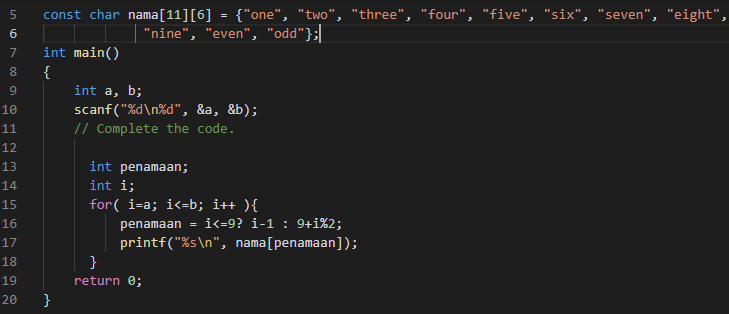 5 const char nama[11][6] = {"one", "two", "three", "four", "five", "six", "seven", "eight",
6 "nine", "even", "odd"};
7 int main()
8 {
9 int a, b;
10 scanf("%d\n%d", &a, &b);
11 // Complete the code.
12
13 int penamaan;
14 int i;
15 for( i=a; i<=b; i++ ){
16 penamaan = i<=9? i-1 : 9+i%2;
17 printf("%s\n", nama[penamaan]);
18 }
19 return 0;
20 }